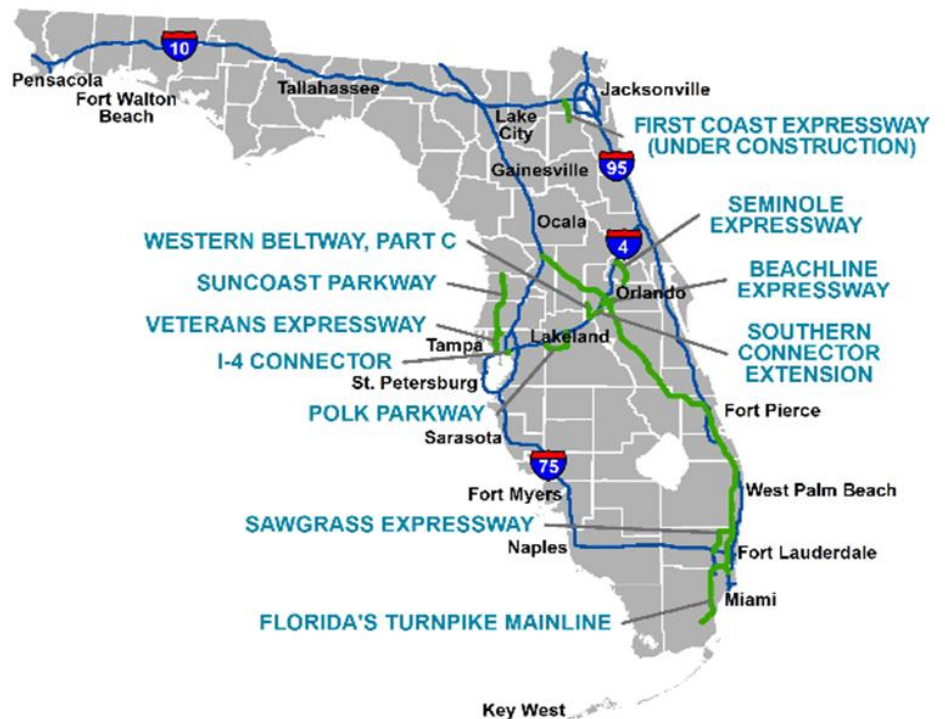 10
Pensacola
Fort Walton
Beach
Tallahassee
Jacksonville
Lake
City
FIRST COAST EXPRESSWAY
(UNDER CONSTRUCTION)
Gainesville
95
Ocala
SEMINOLE
EXPRESSWAY
WESTERN BELTWAY, PART C
4
BEACHLINE
EXPRESSWAY
SUNCOAST PARKWAY
Orlando
VETERANS EXPRESSWAY
Tampa
Lakeland
SOUTHERN
CONNECTOR
EXTENSION
I-4 CONNECTOR
St. Petersburg
POLK PARKWAY
Fort Pierce
Sarasota
75
Fort Myers
West Palm Beach
SAWGRASS EXPRESSWAY
Naples
Fort Lauderdale
Miami
FLORIDA'S TURNPIKE MAINLINE
Key West